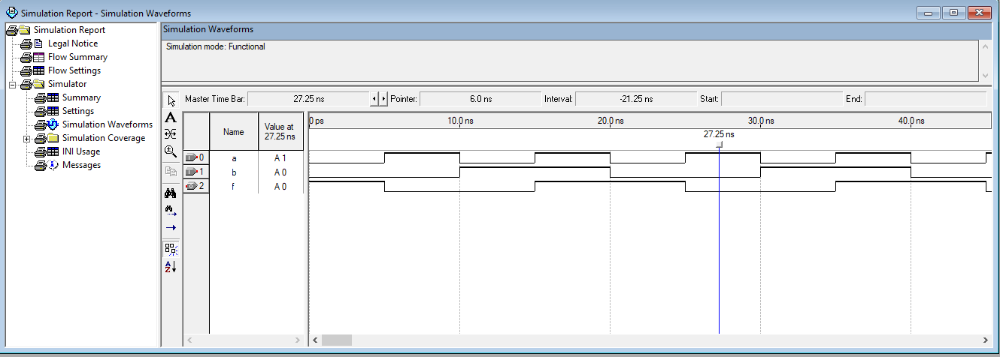 Simulation Report - Simulation Waveforms
Simulation Report
Legal Notice
Flow Summary
Flow Settings
Simulator
Summary
Settings
Simulation Waveforms
Simulation Coverage
INI Usage
Messages
Simulation Waveforms
Simulation mode: Functional
Master Time Bar: 27.25 ns Pointer: 6.0 ns Interval: -21.25 ns Start: End:
Name
Value at
27.25 ns
0 ps 10.0 ns 20.0 ns 30.0 ns 40.0 ns
27.25 ns
0 a A 1
1 b A 0
2 f A 0